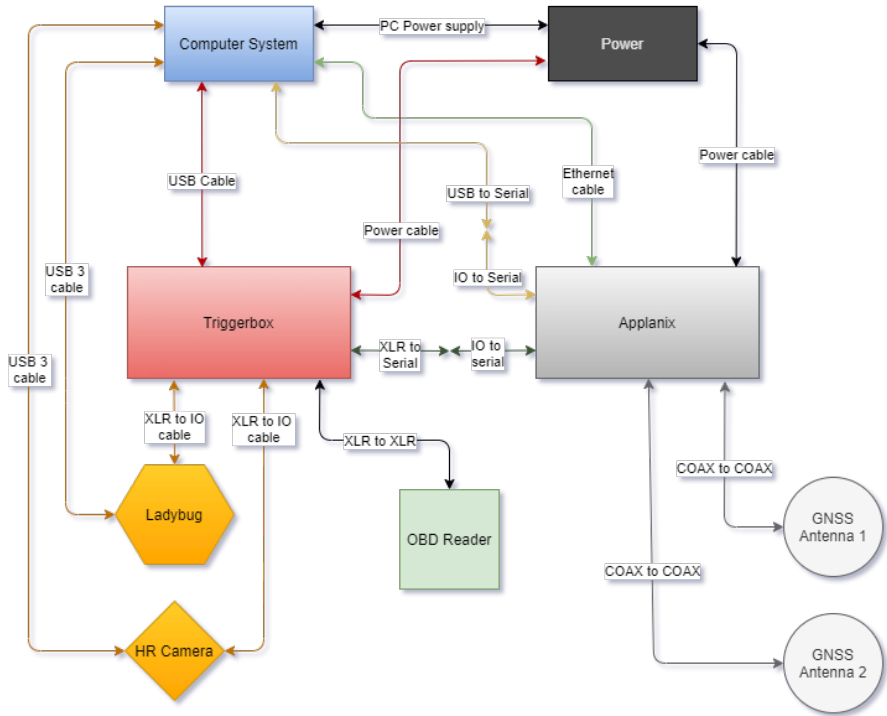 PC Power supply
Computer System
Power
USB Cable
Ethernet
cable
Power cable
USB to Serial
Power cable
USB 3
cable
IO to Serial
Triggerbox
Applanix
XLR to
Serial
IO to
serial
USB 3
cable
XLR to IO
cable
XLR to IO
cable
XLR to XLR
COAX to COAX
Ladybug
OBD Reader
GNSS
Antenna 1
COAX to COAX
HR Camera
GNSS
Antenna 2